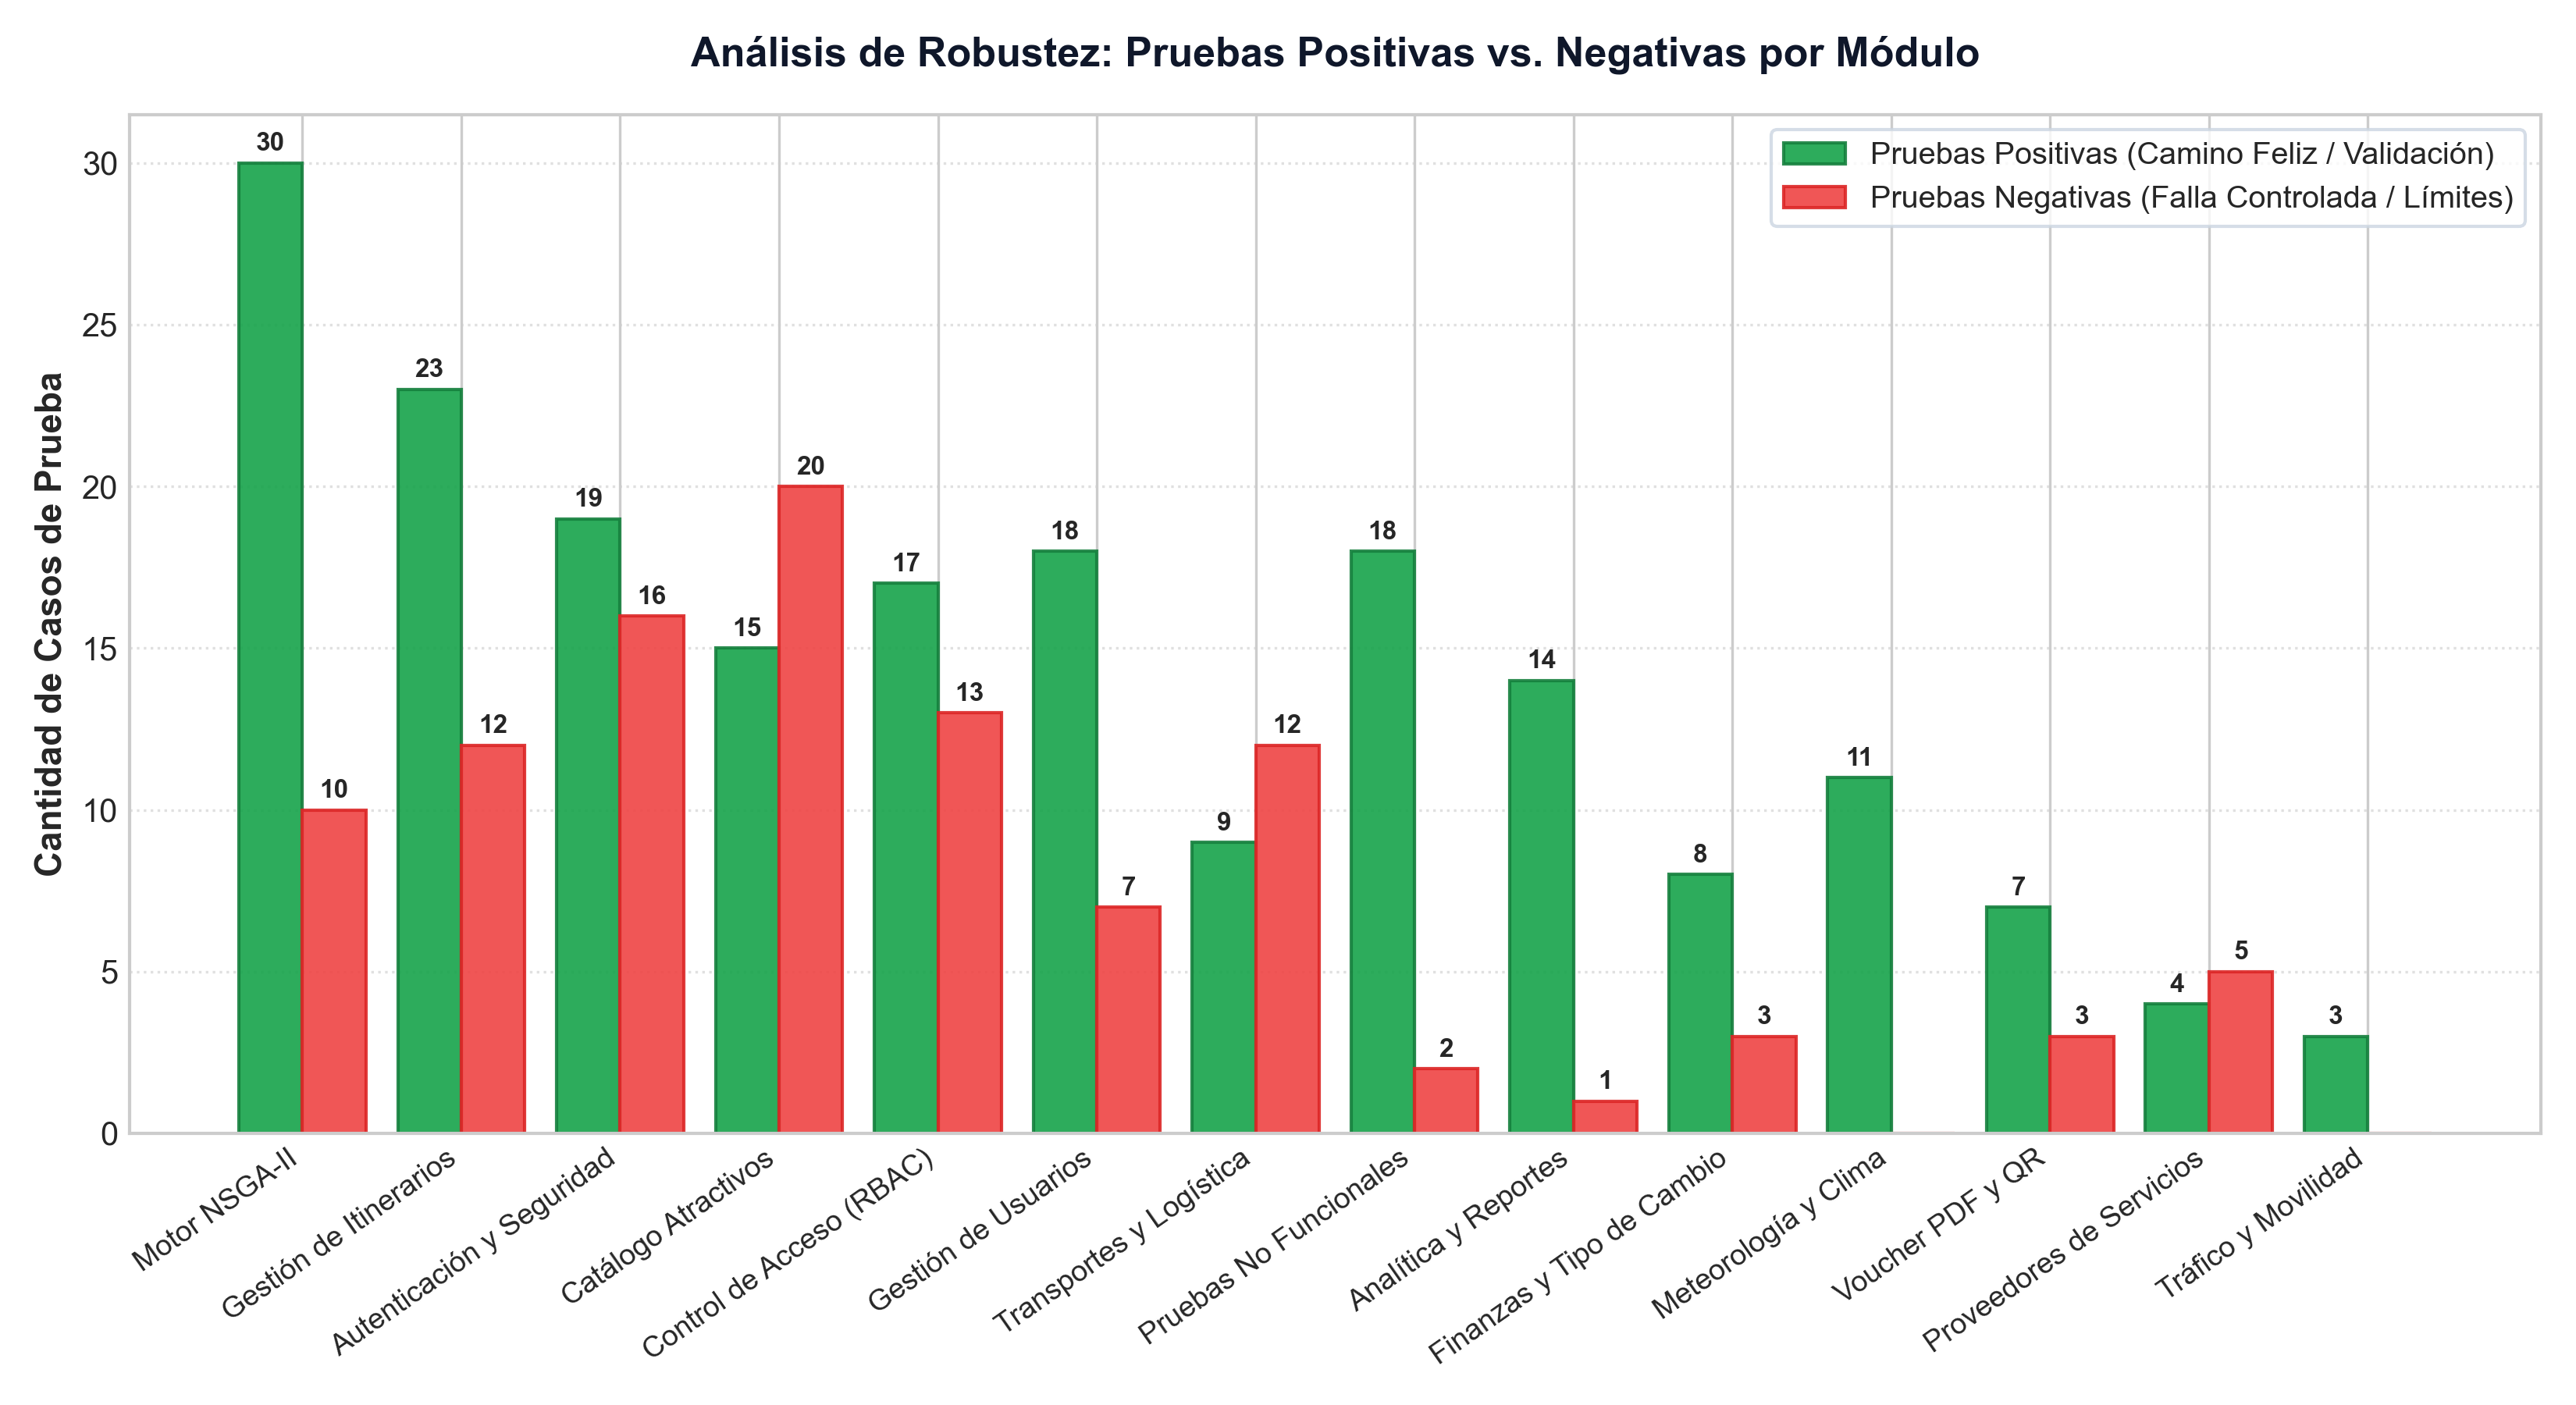 Análisis de Robustez: Pruebas Positivas vs. Negativas por Módulo
Pruebas Positivas (Camino Feliz / Validación)
Pruebas Negativas (Falla Controlada / Límites)
Cantidad de Casos de Prueba
30
25
20
15
10
5
0
30
10
23
12
19
16
15
20
17
13
18
7
9
12
18
2
14
1
8
3
11
7
3
4
5
3
Motor NSGA-II
Gestión de Itinerarios
Autenticación y Seguridad
Catálogo Atractivos
Control de Acceso (RBAC)
Gestión de Usuarios
Transportes y Logística
Pruebas No Funcionales
Analítica y Reportes
Finanzas y Tipo de Cambio
Meteorología y Clima
Voucher PDF y QR
Proveedores de Servicios
Tráfico y Movilidad